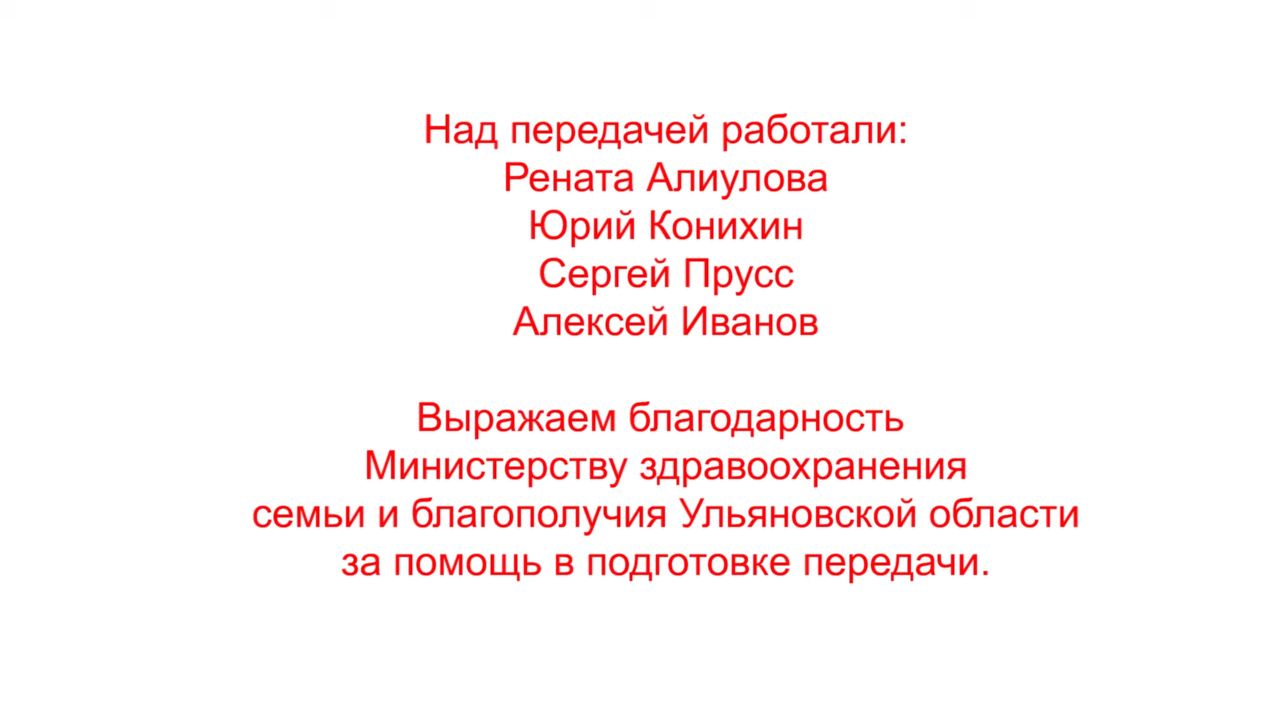 Над передачей работали:
Рената Алиулова
Юрий Конихин
Сергей Прусс
Алексей Иванов
Выражаем благодарность
Министерству здравоохранения
семьи и благополучия Ульяновской области
за помощь в подготовке передачи.